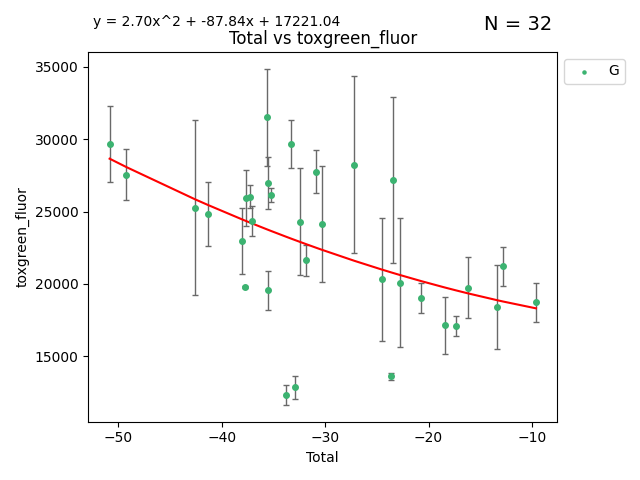 y = 2.70x^2 + -87.84x + 17221.04
N = 32
Total vs toxgreen_fluor
G
35000
30000
25000
20000
15000
toxgreen_fluor
−50
−40
−30
−20
−10
Total